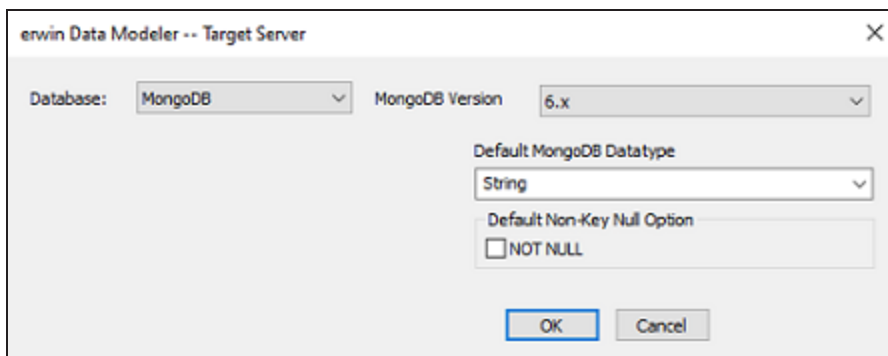 erwin Data Modeler -- Target Server
Database: MongoDB MongoDB Version 6.x
Default MongoDB Datatype
String
Default Non-Key Null Option
NOT NULL
OK Cancel